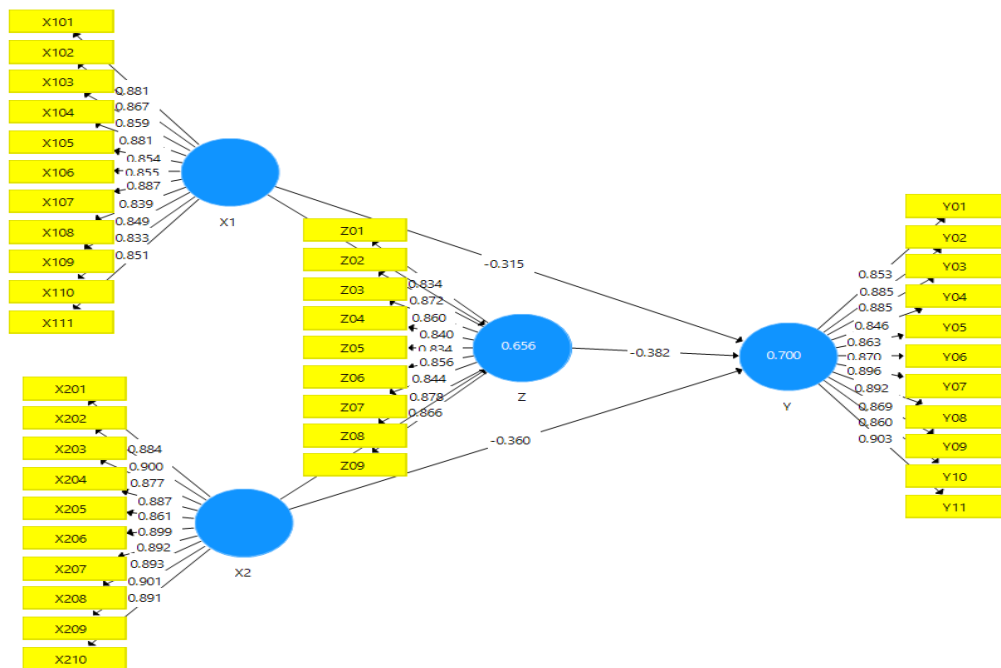 X101
X102
X103
X104
X105
X106
X107
X108
X109
X110
X111
0.881
0.867
0.859
0.881
0.854
0.855
0.887
0.839
0.849
0.833
0.851
X1
X201
X202
X203
X204
X205
X206
X207
X208
X209
X210
0.884
0.900
0.877
0.887
0.861
0.899
0.892
0.893
0.901
0.891
X2
Z01
Z02
Z03
Z04
Z05
Z06
Z07
Z08
Z09
0.834
0.872
0.860
0.840
0.834
0.856
0.844
0.878
0.866
0.656
Z
-0.315
-0.382
-0.360
0.700
Y
0.853
0.885
0.885
0.846
0.863
0.870
0.896
0.892
0.869
0.860
0.903
Y01
Y02
Y03
Y04
Y05
Y06
Y07
Y08
Y09
Y10
Y11